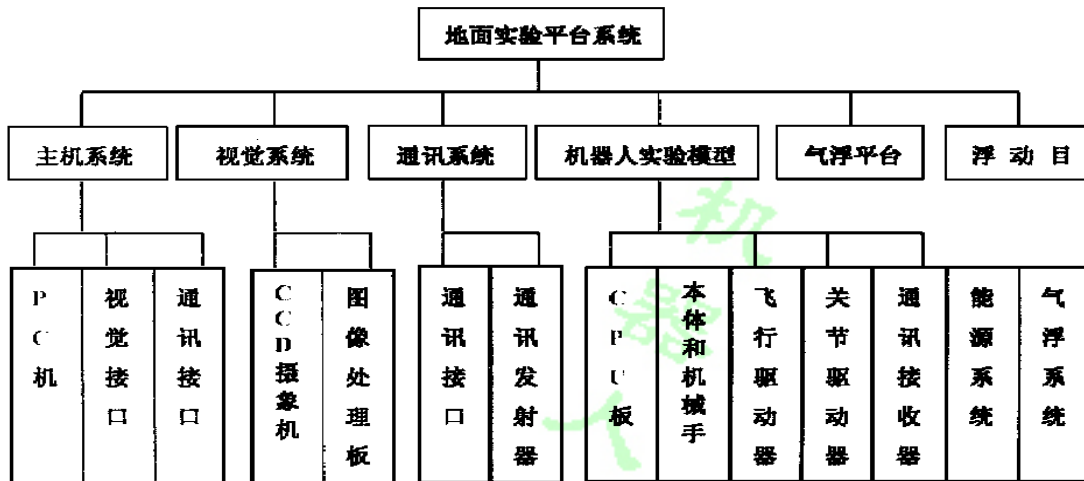 地面实验平台系统
主机系统
视觉系统
通讯系统
机器人实验模型
气浮平台
浮动目
PC机
视觉接口
通讯接口
CCD摄象机
图像处理板
通讯接口
通讯发射器
CPU板
本体和机械手
飞行驱动器
关节驱动器
通讯接收器
能源系统
气浮系统
机器人